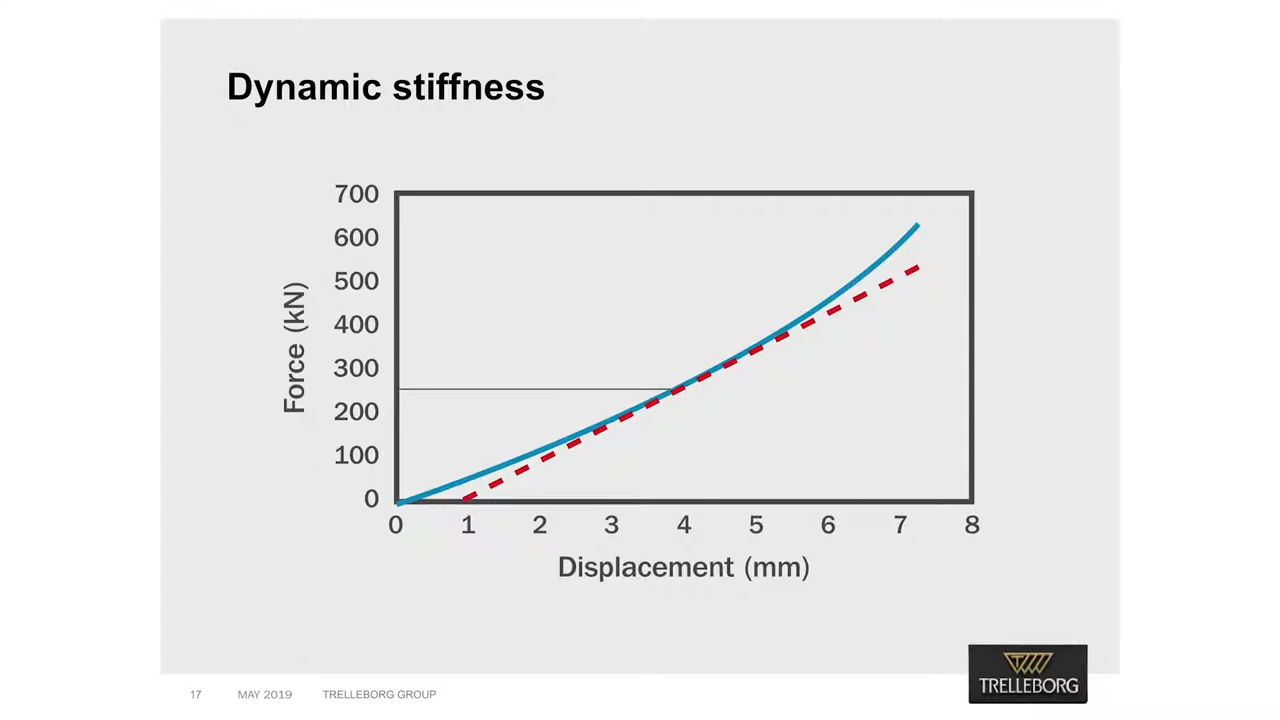 Dynamic stiffness
700
600
500
400
300
200
100
0
Force (kN)
0 1 2 3 4 5 6 7 8
Displacement (mm)
TRELLEBORG
17 MAY 2019 TRELLEBORG GROUP